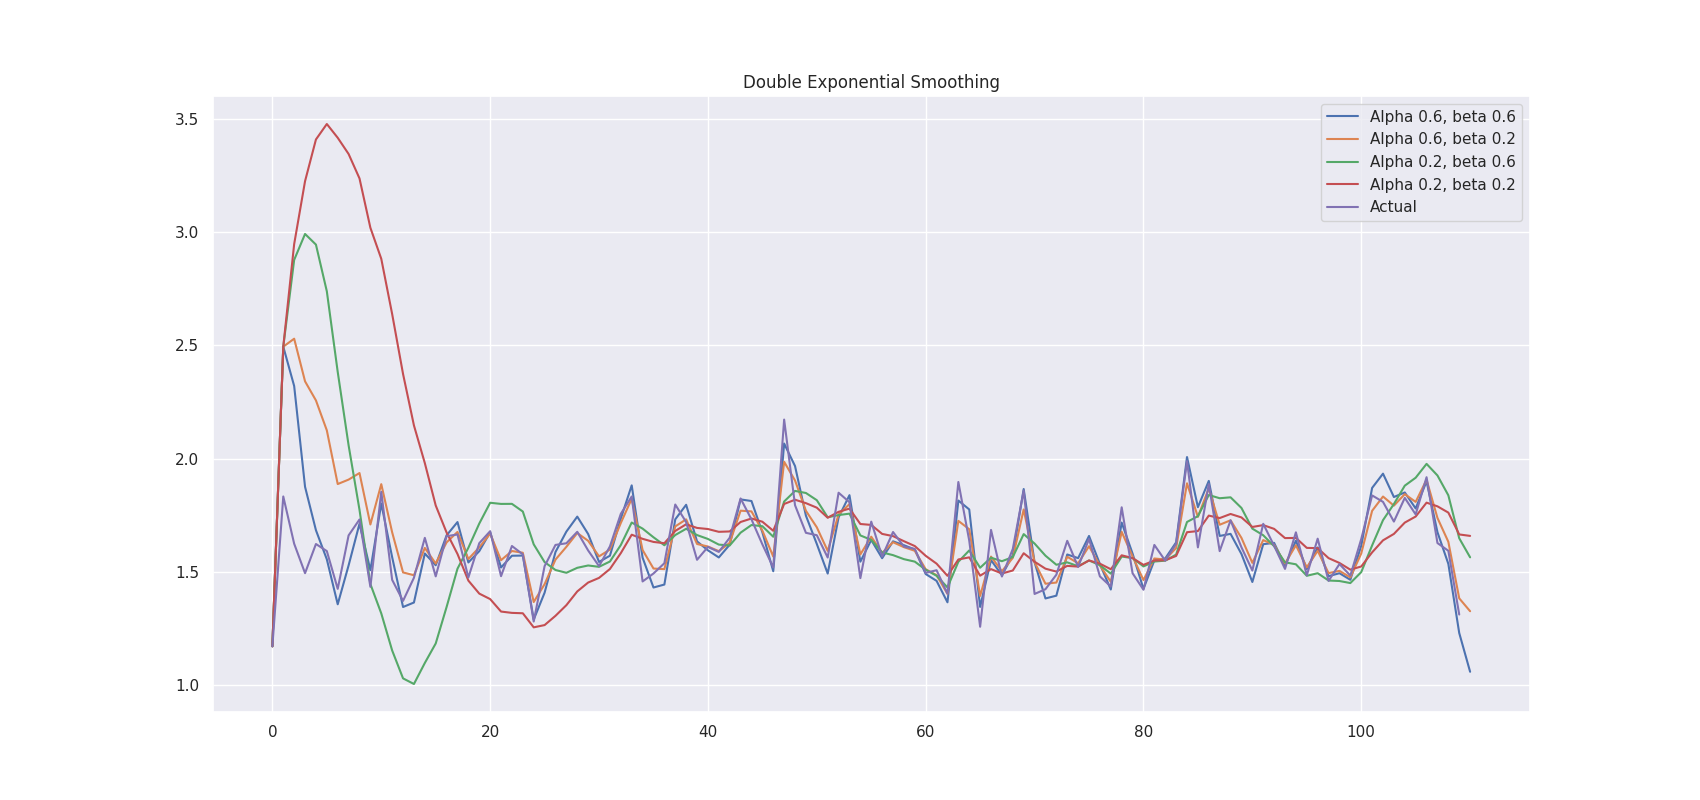 Double Exponential Smoothing
Alpha 0.6, beta 0.6
Alpha 0.6, beta 0.2
Alpha 0.2, beta 0.6
Alpha 0.2, beta 0.2
Actual
3.5
3.0
2.5
2.0
1.5
1.0
0 20 40 60 80 100